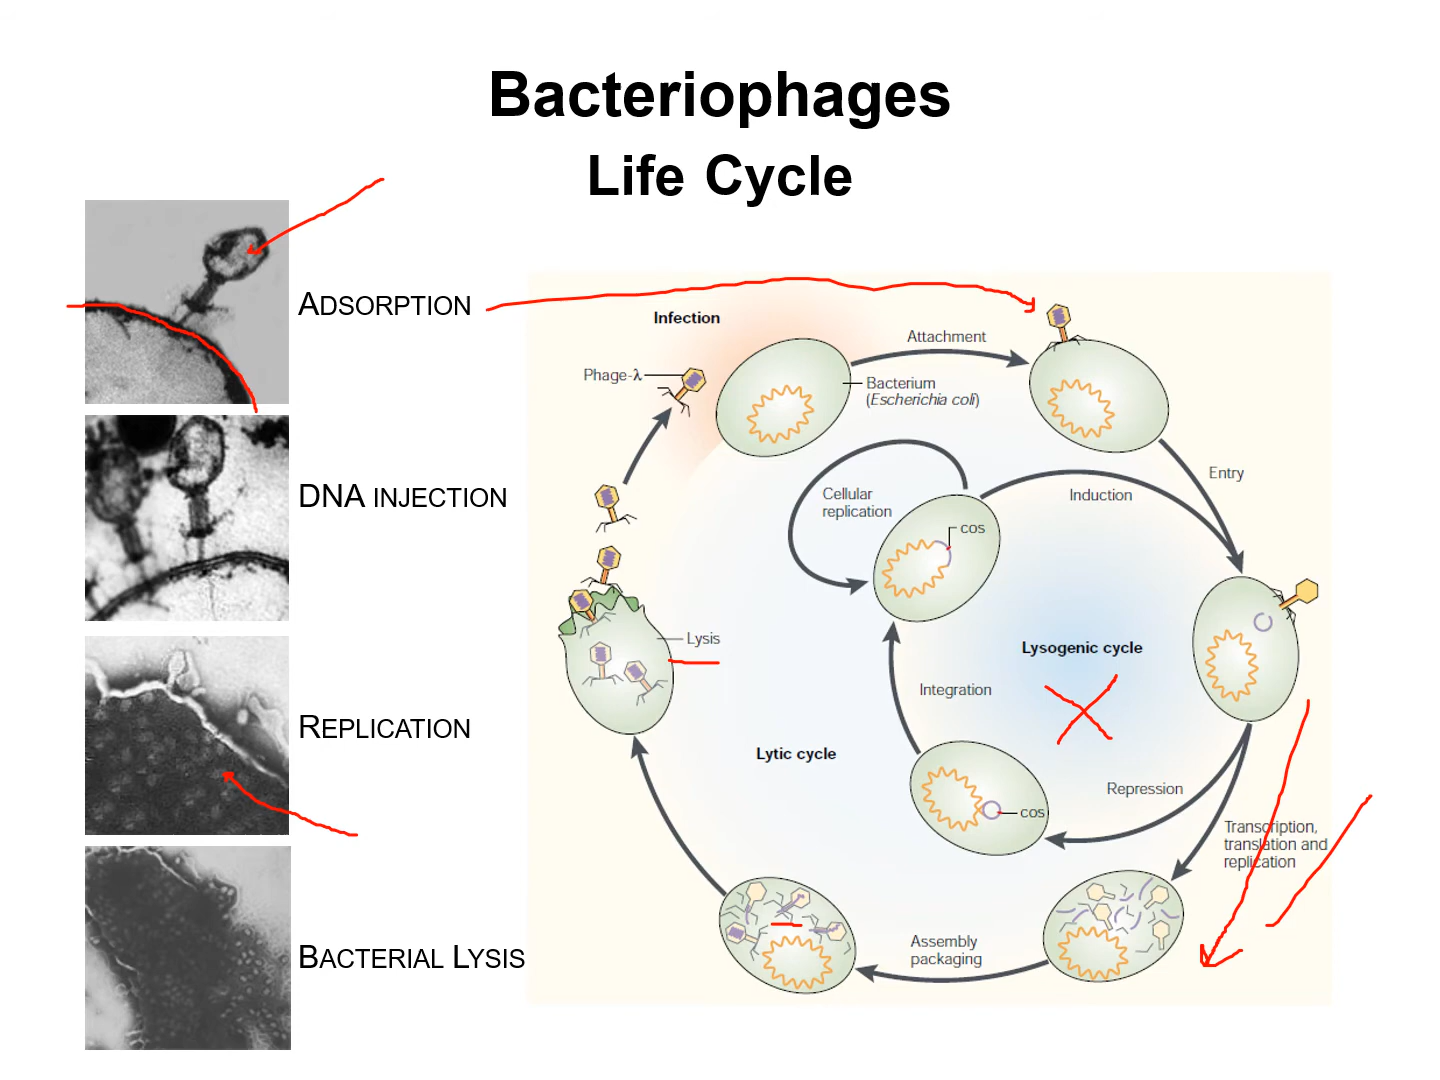 Bacteriophages
Life Cycle
ADSORPTION
DNA INJECTION
REPLICATION
BACTERIAL LYSIS
Infection
Phage-λ
Attachment
Bacterium
(Escherichia coli)
Entry
Cellular
replication
Induction
cos
Lysis
Lysogenic cycle
Integration
Lytic cycle
Repression
cos
Transcription,
translation and
replication
Assembly
packaging